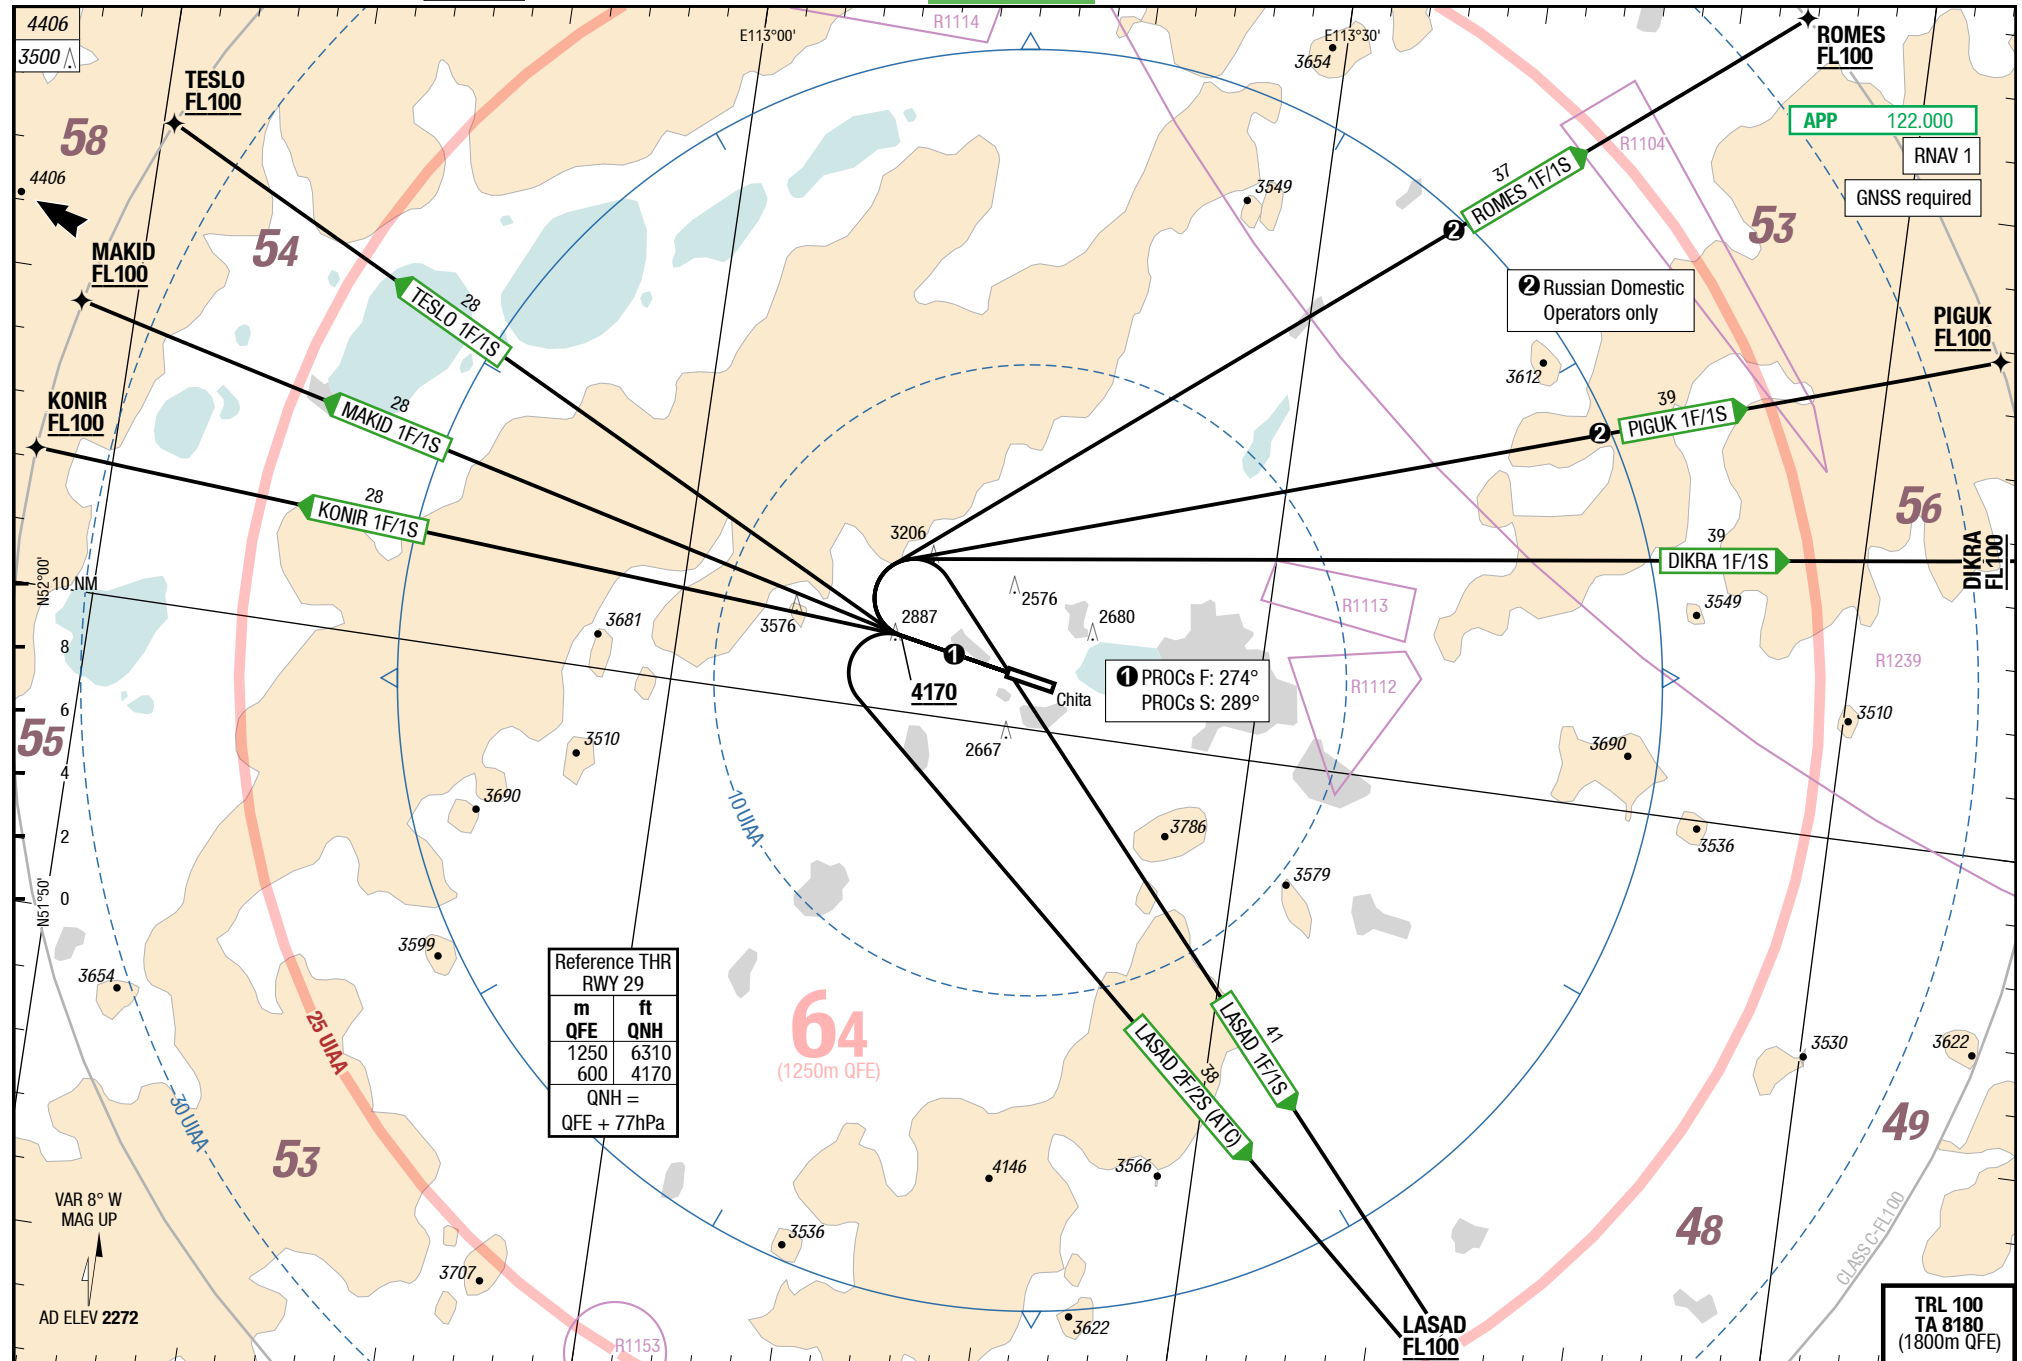 4406
3500
R1114
E113°00'
E113°30'
3654
ROMES
FL100
TESLO
FL100
58
APP 122.000
RNAV 1
GNSS required
R1104
37
ROMES 1F/1S
2
4406
3549
53
54
MAKID
FL100
2 Russian Domestic
Operators only
28
TESLO 1F/1S
PIGUK
FL100
3612
KONIR
FL100
28
MAKID 1F/1S
39
PIGUK 1F/1S
2
28
KONIR 1F/1S
56
3206
39
DIKRA 1F/1S
DIKRA
FL100
N52°00'
10 NM
8
6
4
2
0
N51°50'
3576
3681
2887
2576
2680
R1113
3549
1
4170
Chita
1 PROCs F: 274°
PROCs S: 289°
R1112
R1239
55
3510
2667
3690
3510
3690
10 UIAA
3786
3536
3579
3599
3654
Reference THR
RWY 29
m ft
QFE QNH
1250 6310
600 4170
QNH =
QFE + 77hPa
64
(1250m QFE)
25 UIAA
30 UIAA
41
LASAD 1F/1S
38
LASAD 2F/2S (ATC)
3530
3622
49
53
4146
3566
48
CLASS C-FL100
VAR 8° W
MAG UP
AD ELEV 2272
3536
3707
R1153
3622
LASAD
FL100
TRL 100
TA 8180
(1800m QFE)